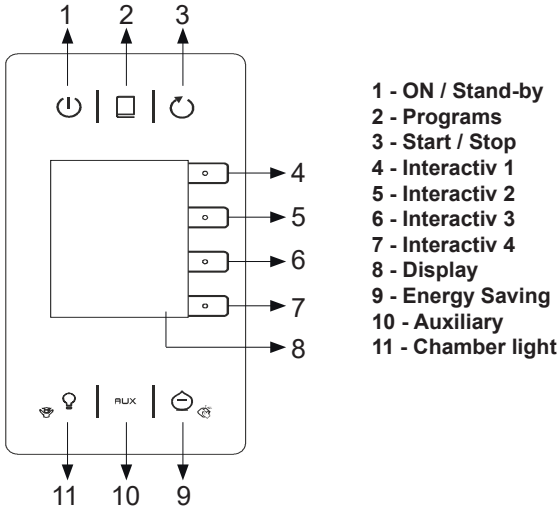 1 2 3
4
5
6
7
8
AUX
11 10 9
1 - ON / Stand-by
2 - Programs
3 - Start / Stop
4 - Interactiv 1
5 - Interactiv 2
6 - Interactiv 3
7 - Interactiv 4
8 - Display
9 - Energy Saving
10 - Auxiliary
11 - Chamber light